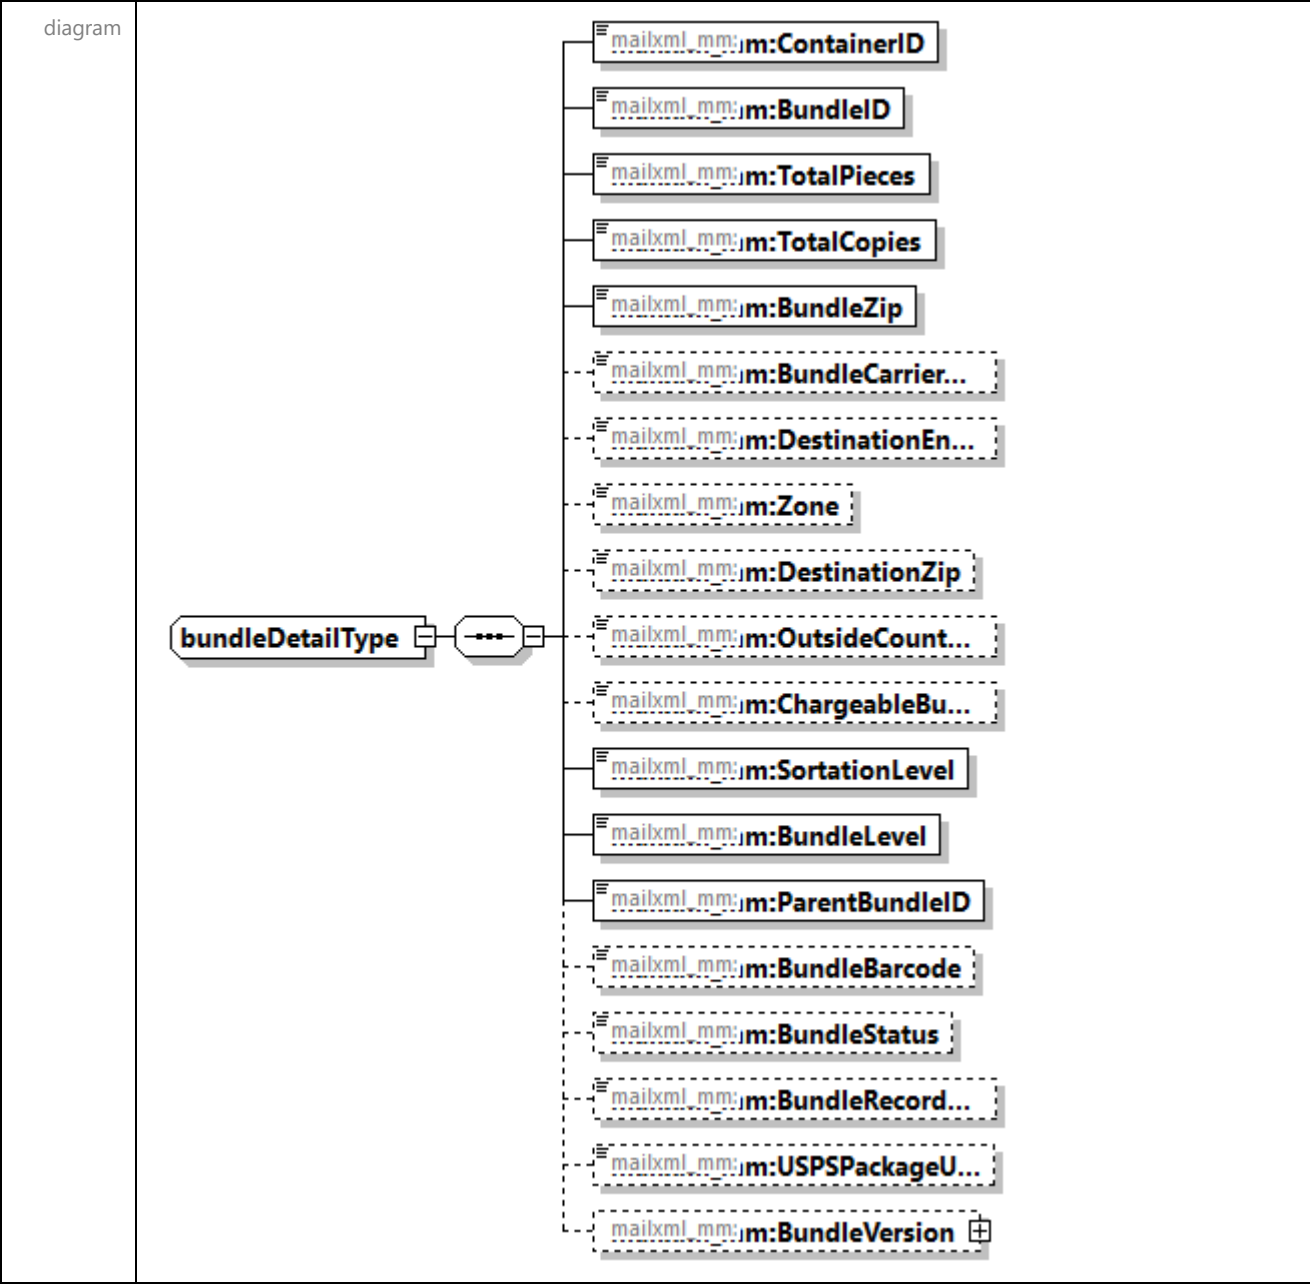 diagram
mailxml_mm:m:ContainerID
mailxml_mm:m:BundleID
mailxml_mm:m:TotalPieces
mailxml_mm:m:TotalCopies
mailxml_mm:m:BundleZip
mailxml_mm:m:BundleCarrier...
mailxml_mm:m:DestinationEn...
mailxml_mm:m:Zone
mailxml_mm:m:DestinationZip
bundleDetailType
mailxml_mm:m:OutsideCount...
mailxml_mm:m:ChargeableBu...
mailxml_mm:m:SortationLevel
mailxml_mm:m:BundleLevel
mailxml_mm:m:ParentBundleID
mailxml_mm:m:BundleBarcode
mailxml_mm:m:BundleStatus
mailxml_mm:m:BundleRecord...
mailxml_mm:m:USPSPackageU...
mailxml_mm:m:BundleVersion